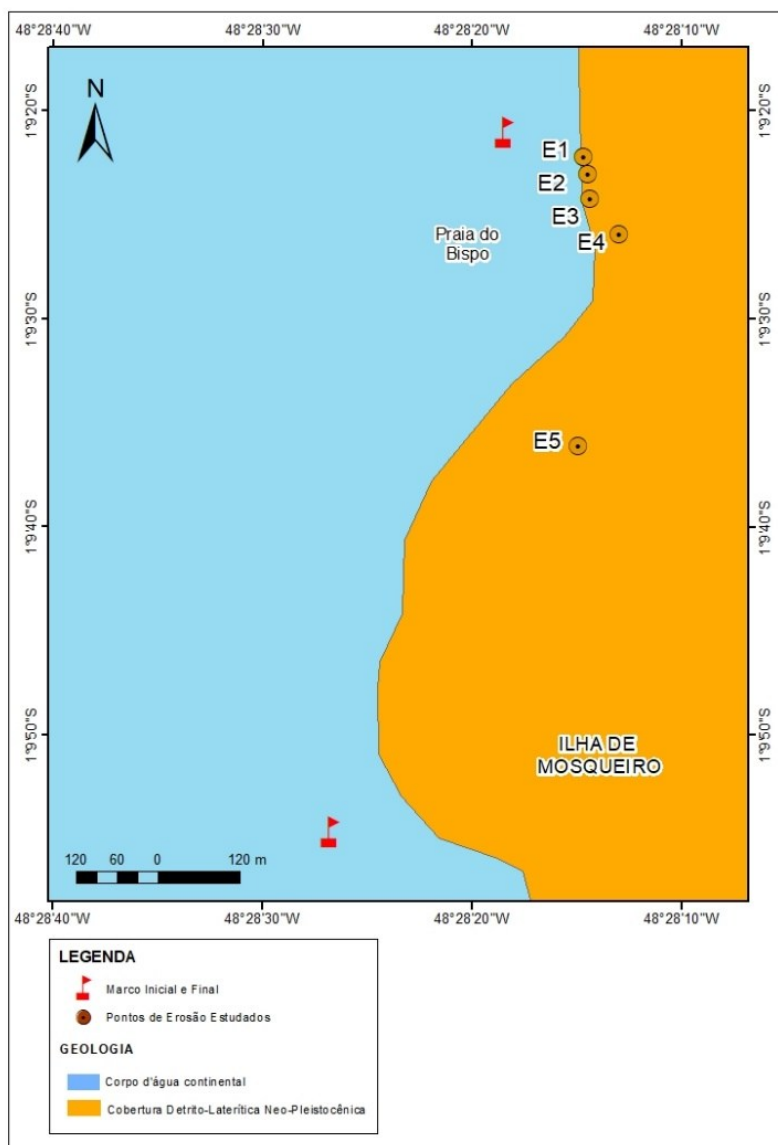 48°28'40"W 48°28'30"W 48°28'20"W 48°28'10"W
N
1°9'20"S
1°9'20"S
E1
E2
E3
E4
Praia do
Bispo
1°9'30"S
1°9'30"S
E5
1°9'40"S
1°9'40"S
1°9'50"S
1°9'50"S
ILHA DE
MOSQUEIRO
120 60 0 120 m
48°28'40"W 48°28'30"W 48°28'20"W 48°28'10"W
LEGENDA
Marco Inicial e Final
Pontos de Erosão Estudados
GEOLOGIA
Corpo d'água continental
Cobertura Detrito-Laterítica Neo-Pleistocênica